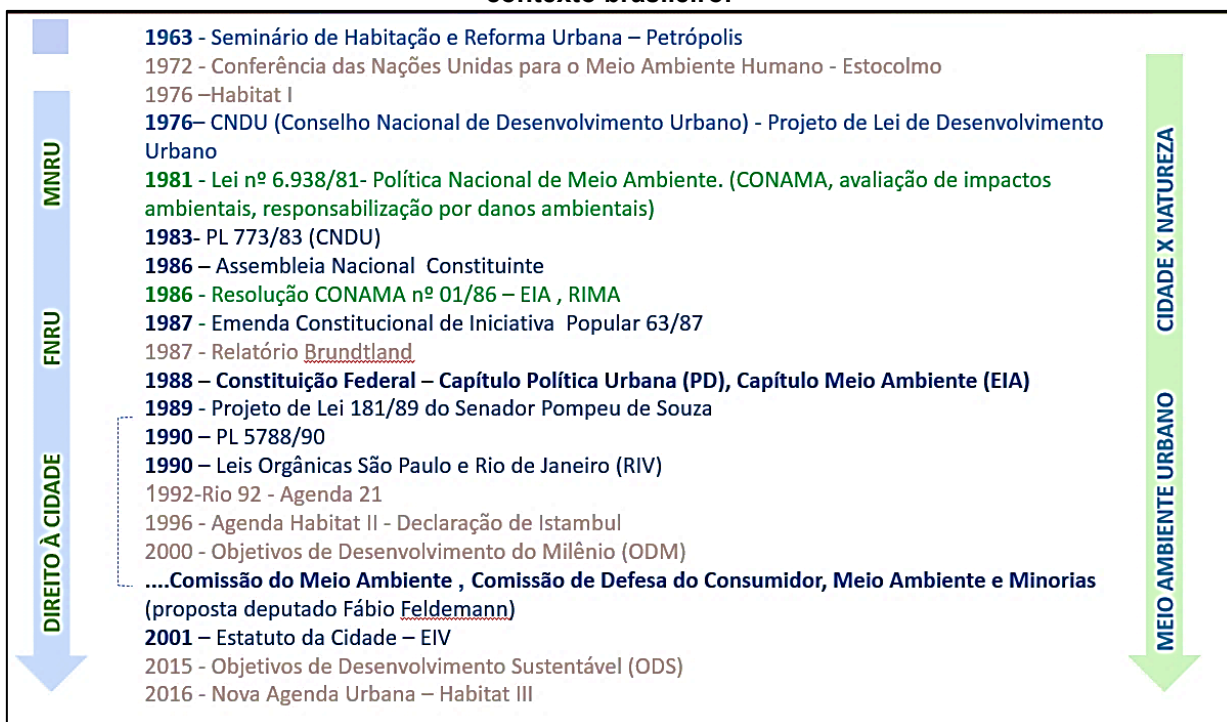 contexto brasileiro.
1963 - Seminário de Habitação e Reforma Urbana – Petrópolis
1972 - Conferência das Nações Unidas para o Meio Ambiente Humano - Estocolmo
1976 –Habitat I
1976– CNDU (Conselho Nacional de Desenvolvimento Urbano) - Projeto de Lei de Desenvolvimento
Urbano
1981 - Lei nº 6.938/81- Política Nacional de Meio Ambiente. (CONAMA, avaliação de impactos
ambientais, responsabilização por danos ambientais)
1983- PL 773/83 (CNDU)
1986 – Assembleia Nacional Constituinte
1986 - Resolução CONAMA nº 01/86 – EIA , RIMA
1987 - Emenda Constitucional de Iniciativa Popular 63/87
1987 - Relatório Brundtland
1988 – Constituição Federal – Capítulo Política Urbana (PD), Capítulo Meio Ambiente (EIA)
1989 - Projeto de Lei 181/89 do Senador Pompeu de Souza
1990 – PL 5788/90
1990 – Leis Orgânicas São Paulo e Rio de Janeiro (RIV)
1992-Rio 92 - Agenda 21
1996 - Agenda Habitat II - Declaração de Istambul
2000 - Objetivos de Desenvolvimento do Milênio (ODM)
....Comissão do Meio Ambiente , Comissão de Defesa do Consumidor, Meio Ambiente e Minorias
(proposta deputado Fábio Feldemann)
2001 – Estatuto da Cidade – EIV
2015 - Objetivos de Desenvolvimento Sustentável (ODS)
2016 - Nova Agenda Urbana – Habitat III
MNRU
FNRU
DIREITO À CIDADE
CIDADE X NATUREZA
MEIO AMBIENTE URBANO